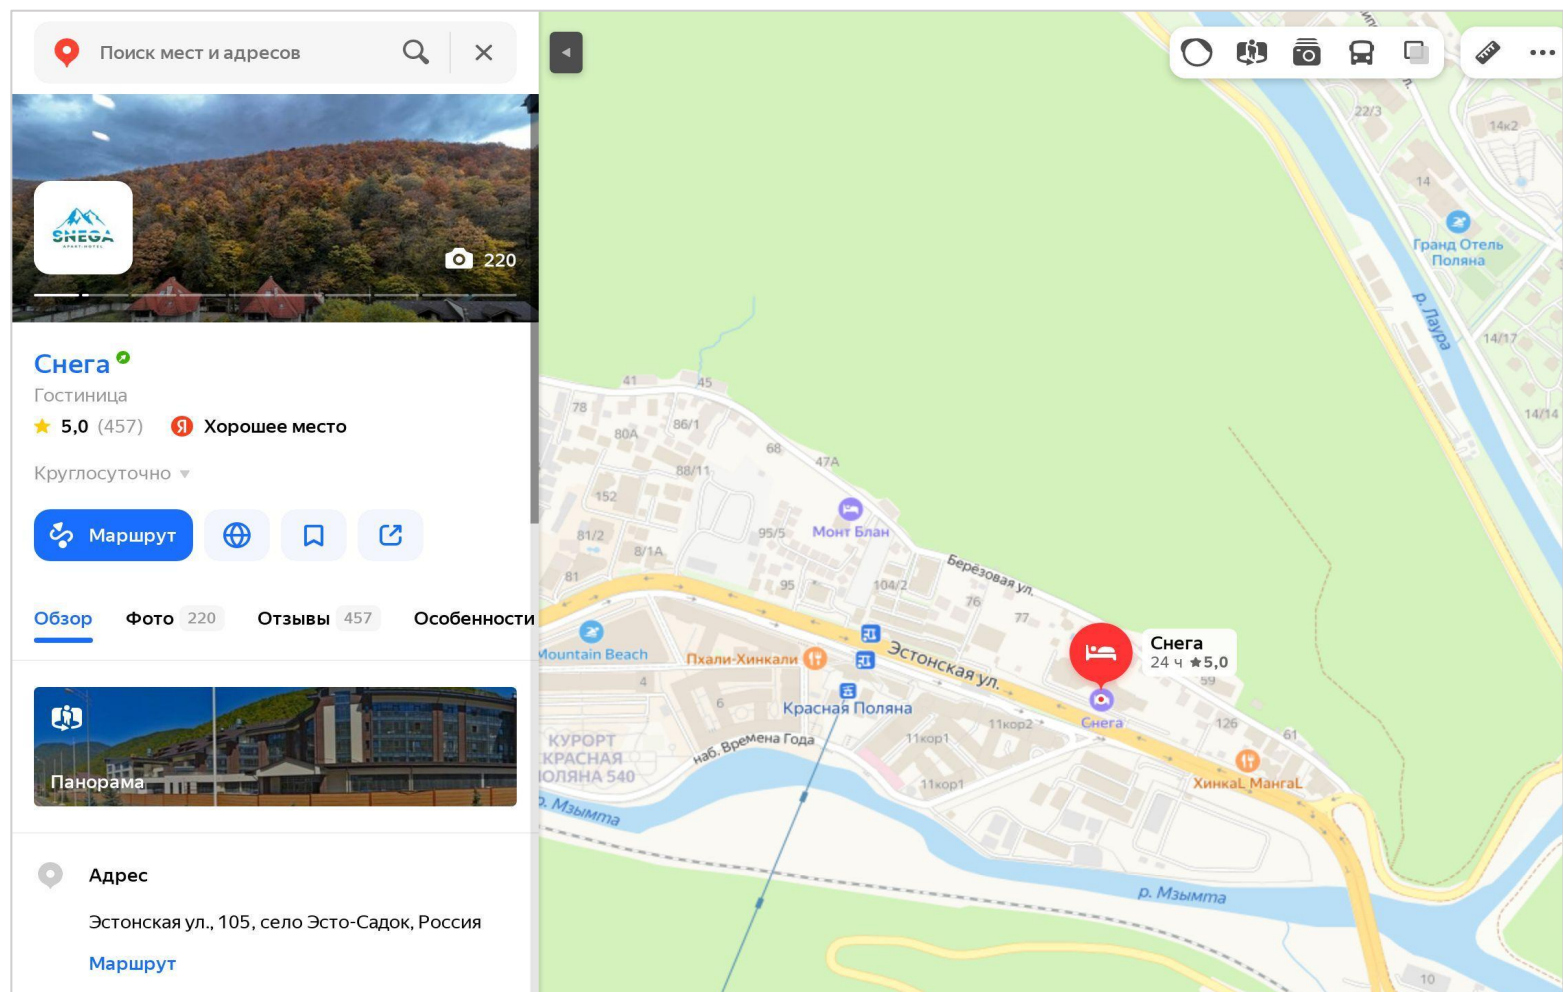 Поиск мест и адресов
SNEGA
APART-HOTEL
220
Снега
Гостиница
5,0 (457) Я Хорошее место
Круглосуточно
Маршрут
Обзор Фото 220 Отзывы 457 Особенности
Панорама
Адрес
Эстонская ул., 105, село Эсто-Садок, Россия
Маршрут
22/3
14к2
14
Гранд Отель
Поляна
р. Лаура
14/17
14/14
41
45
78
86/1
80А
68
47А
88/11
152
Монт Блан
95/5
81/2
8/1А
81
95
104/2
Берёзовая ул.
76
77
Mountain Beach
Пхали-Хинкали
Эстонская ул.
Снега
24 ч ★5,0
59
4
6
Красная Поляна
11кор2
Снега
126
61
КУРОРТ
КРАСНАЯ
ПОЛЯНА 540
наб. Времена Года
11кор1
11кор1
ХинкаL МангаL
р. Мзымта
р. Мзымта
10